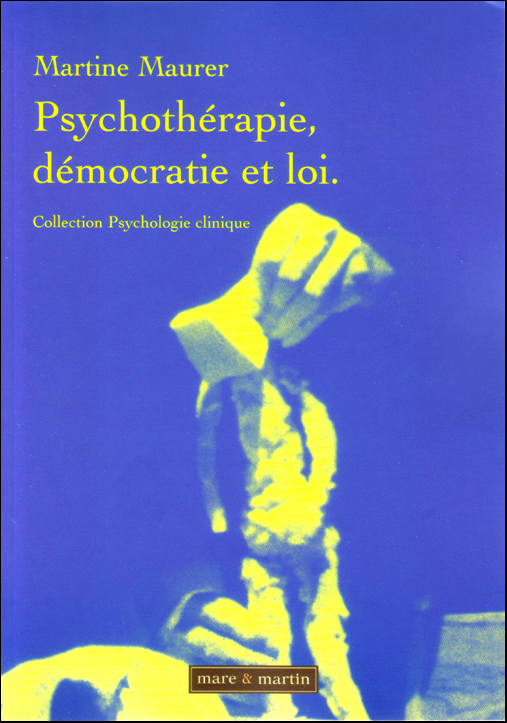 Martine Maurer
Psychothérapie,
démocratie et loi.
Collection Psychologie clinique
mare & martin